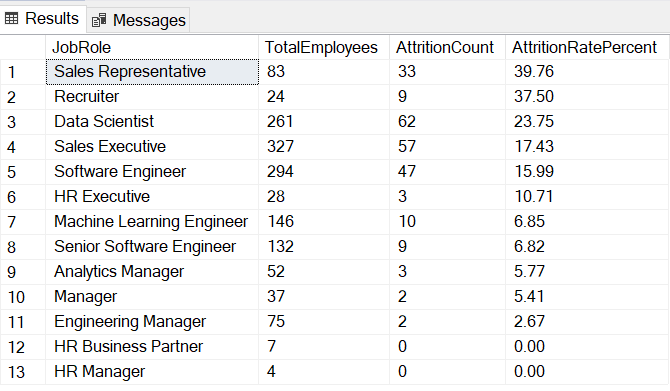 Results Messages
JobRole TotalEmployees AttritionCount AttritionRatePercent
1 Sales Representative 83 33 39.76
2 Recruiter 24 9 37.50
3 Data Scientist 261 62 23.75
4 Sales Executive 327 57 17.43
5 Software Engineer 294 47 15.99
6 HR Executive 28 3 10.71
7 Machine Learning Engineer 146 10 6.85
8 Senior Software Engineer 132 9 6.82
9 Analytics Manager 52 3 5.77
10 Manager 37 2 5.41
11 Engineering Manager 75 2 2.67
12 HR Business Partner 7 0 0.00
13 HR Manager 4 0 0.00